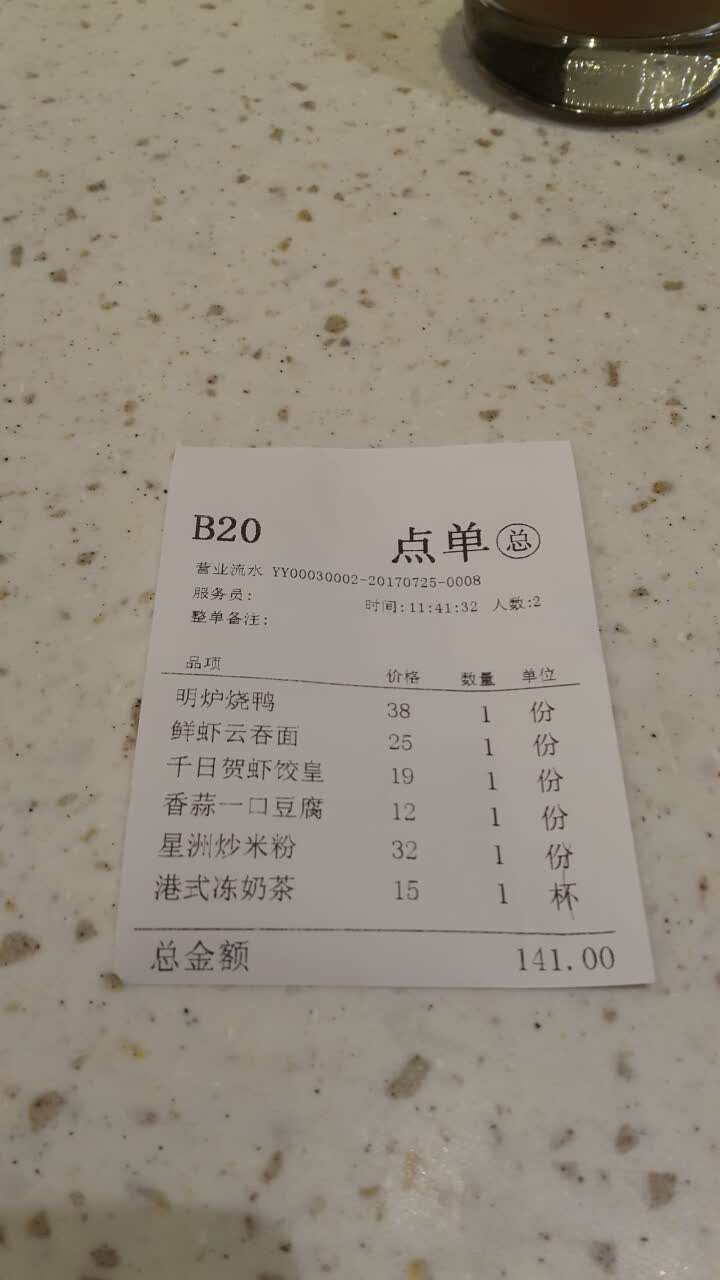 B20 点单 总
营业流水 YY00030002-20170725-0008
服务员: 时间:11:41:32 人数:2
整单备注:
品项 价格 数量 单位
明炉烧鸭 38 1 份
鲜虾云吞面 25 1 份
千日贺虾饺皇 19 1 份
香蒜一口豆腐 12 1 份
星洲炒米粉 32 1 份
港式冻奶茶 15 1 杯
总金额 141.00